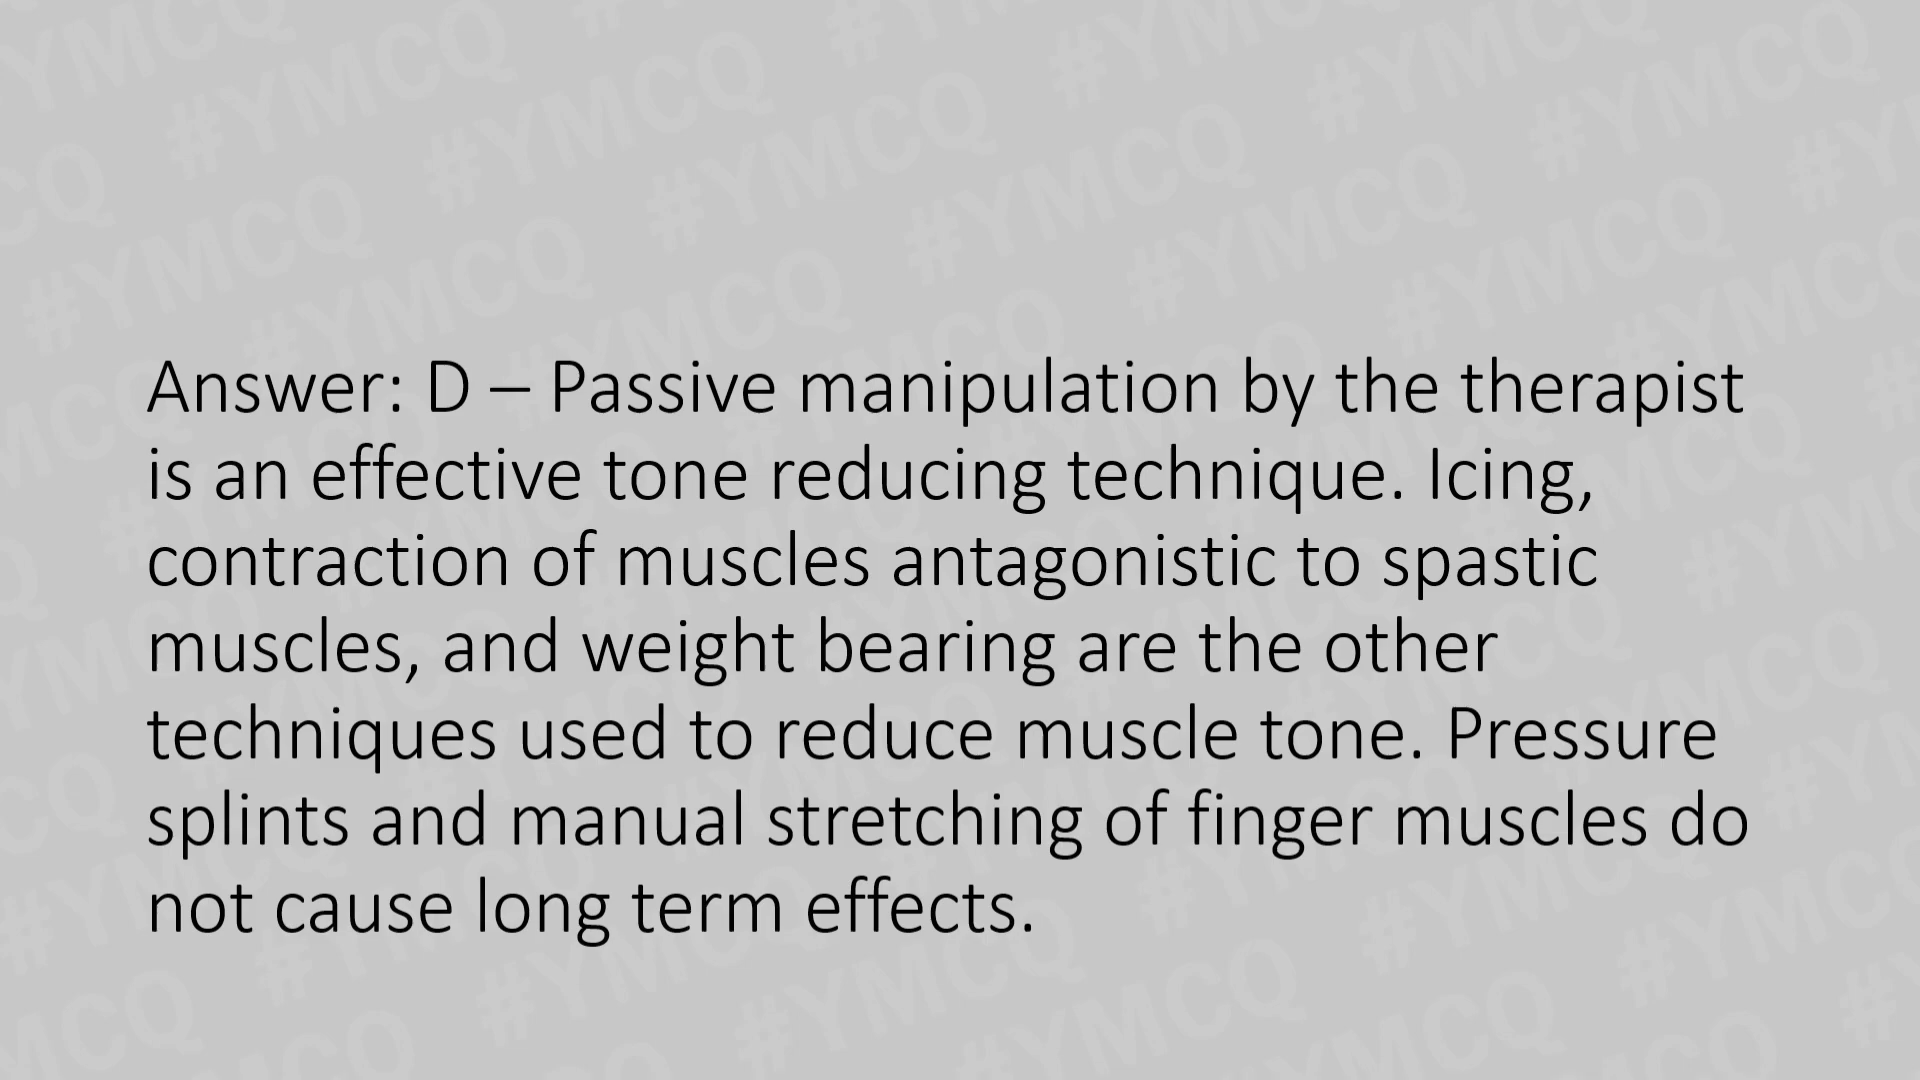 Answer: D – Passive manipulation by the therapist
is an effective tone reducing technique. Icing,
contraction of muscles antagonistic to spastic
muscles, and weight bearing are the other
techniques used to reduce muscle tone. Pressure
splints and manual stretching of finger muscles do
not cause long term effects.
#YMCQ